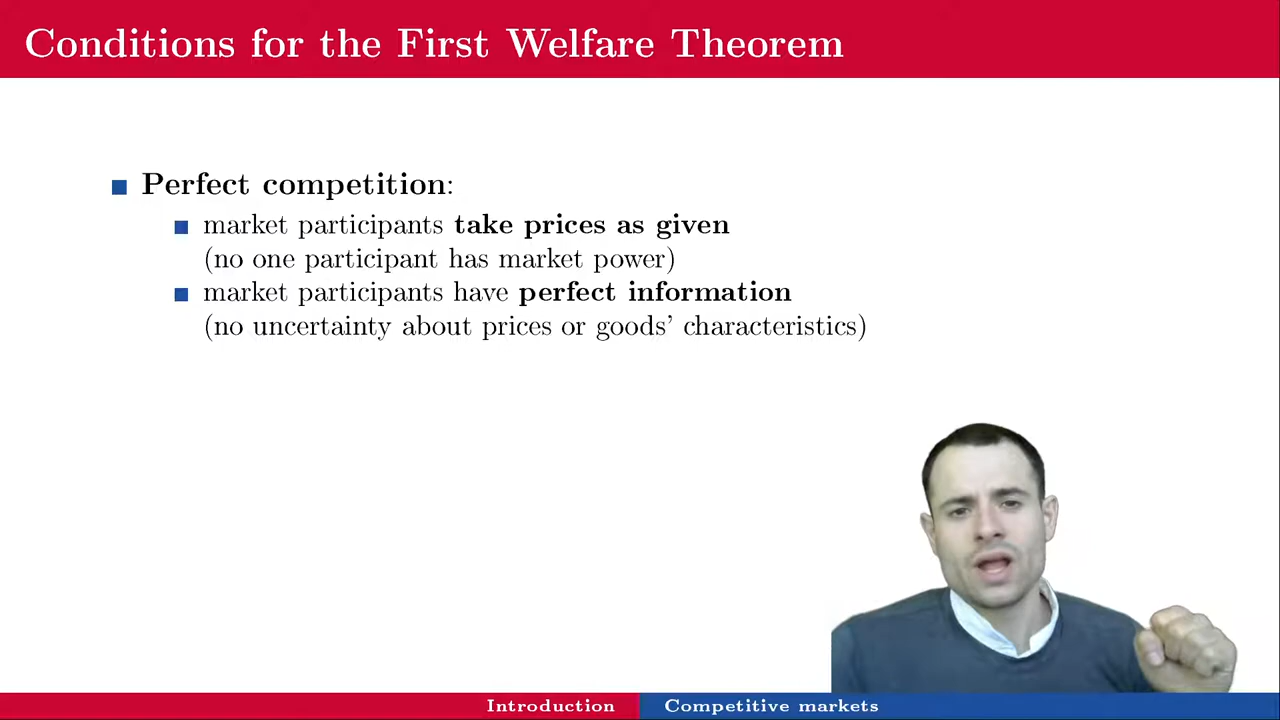 Conditions for the First Welfare Theorem
Perfect competition:
market participants take prices as given
(no one participant has market power)
market participants have perfect information
(no uncertainty about prices or goods' characteristics)
Introduction
Competitive markets